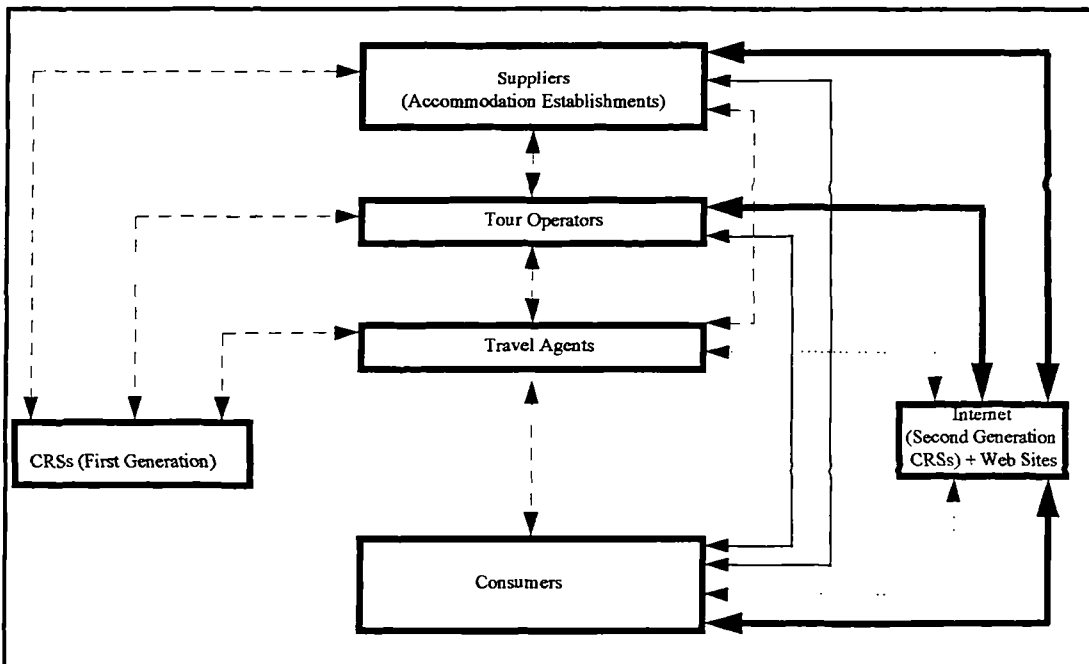 Suppliers
(Accommodation Establishments)
Tour Operators
Travel Agents
CRSs (First Generation)
Internet
(Second Generation
CRSs) + Web Sites
Consumers